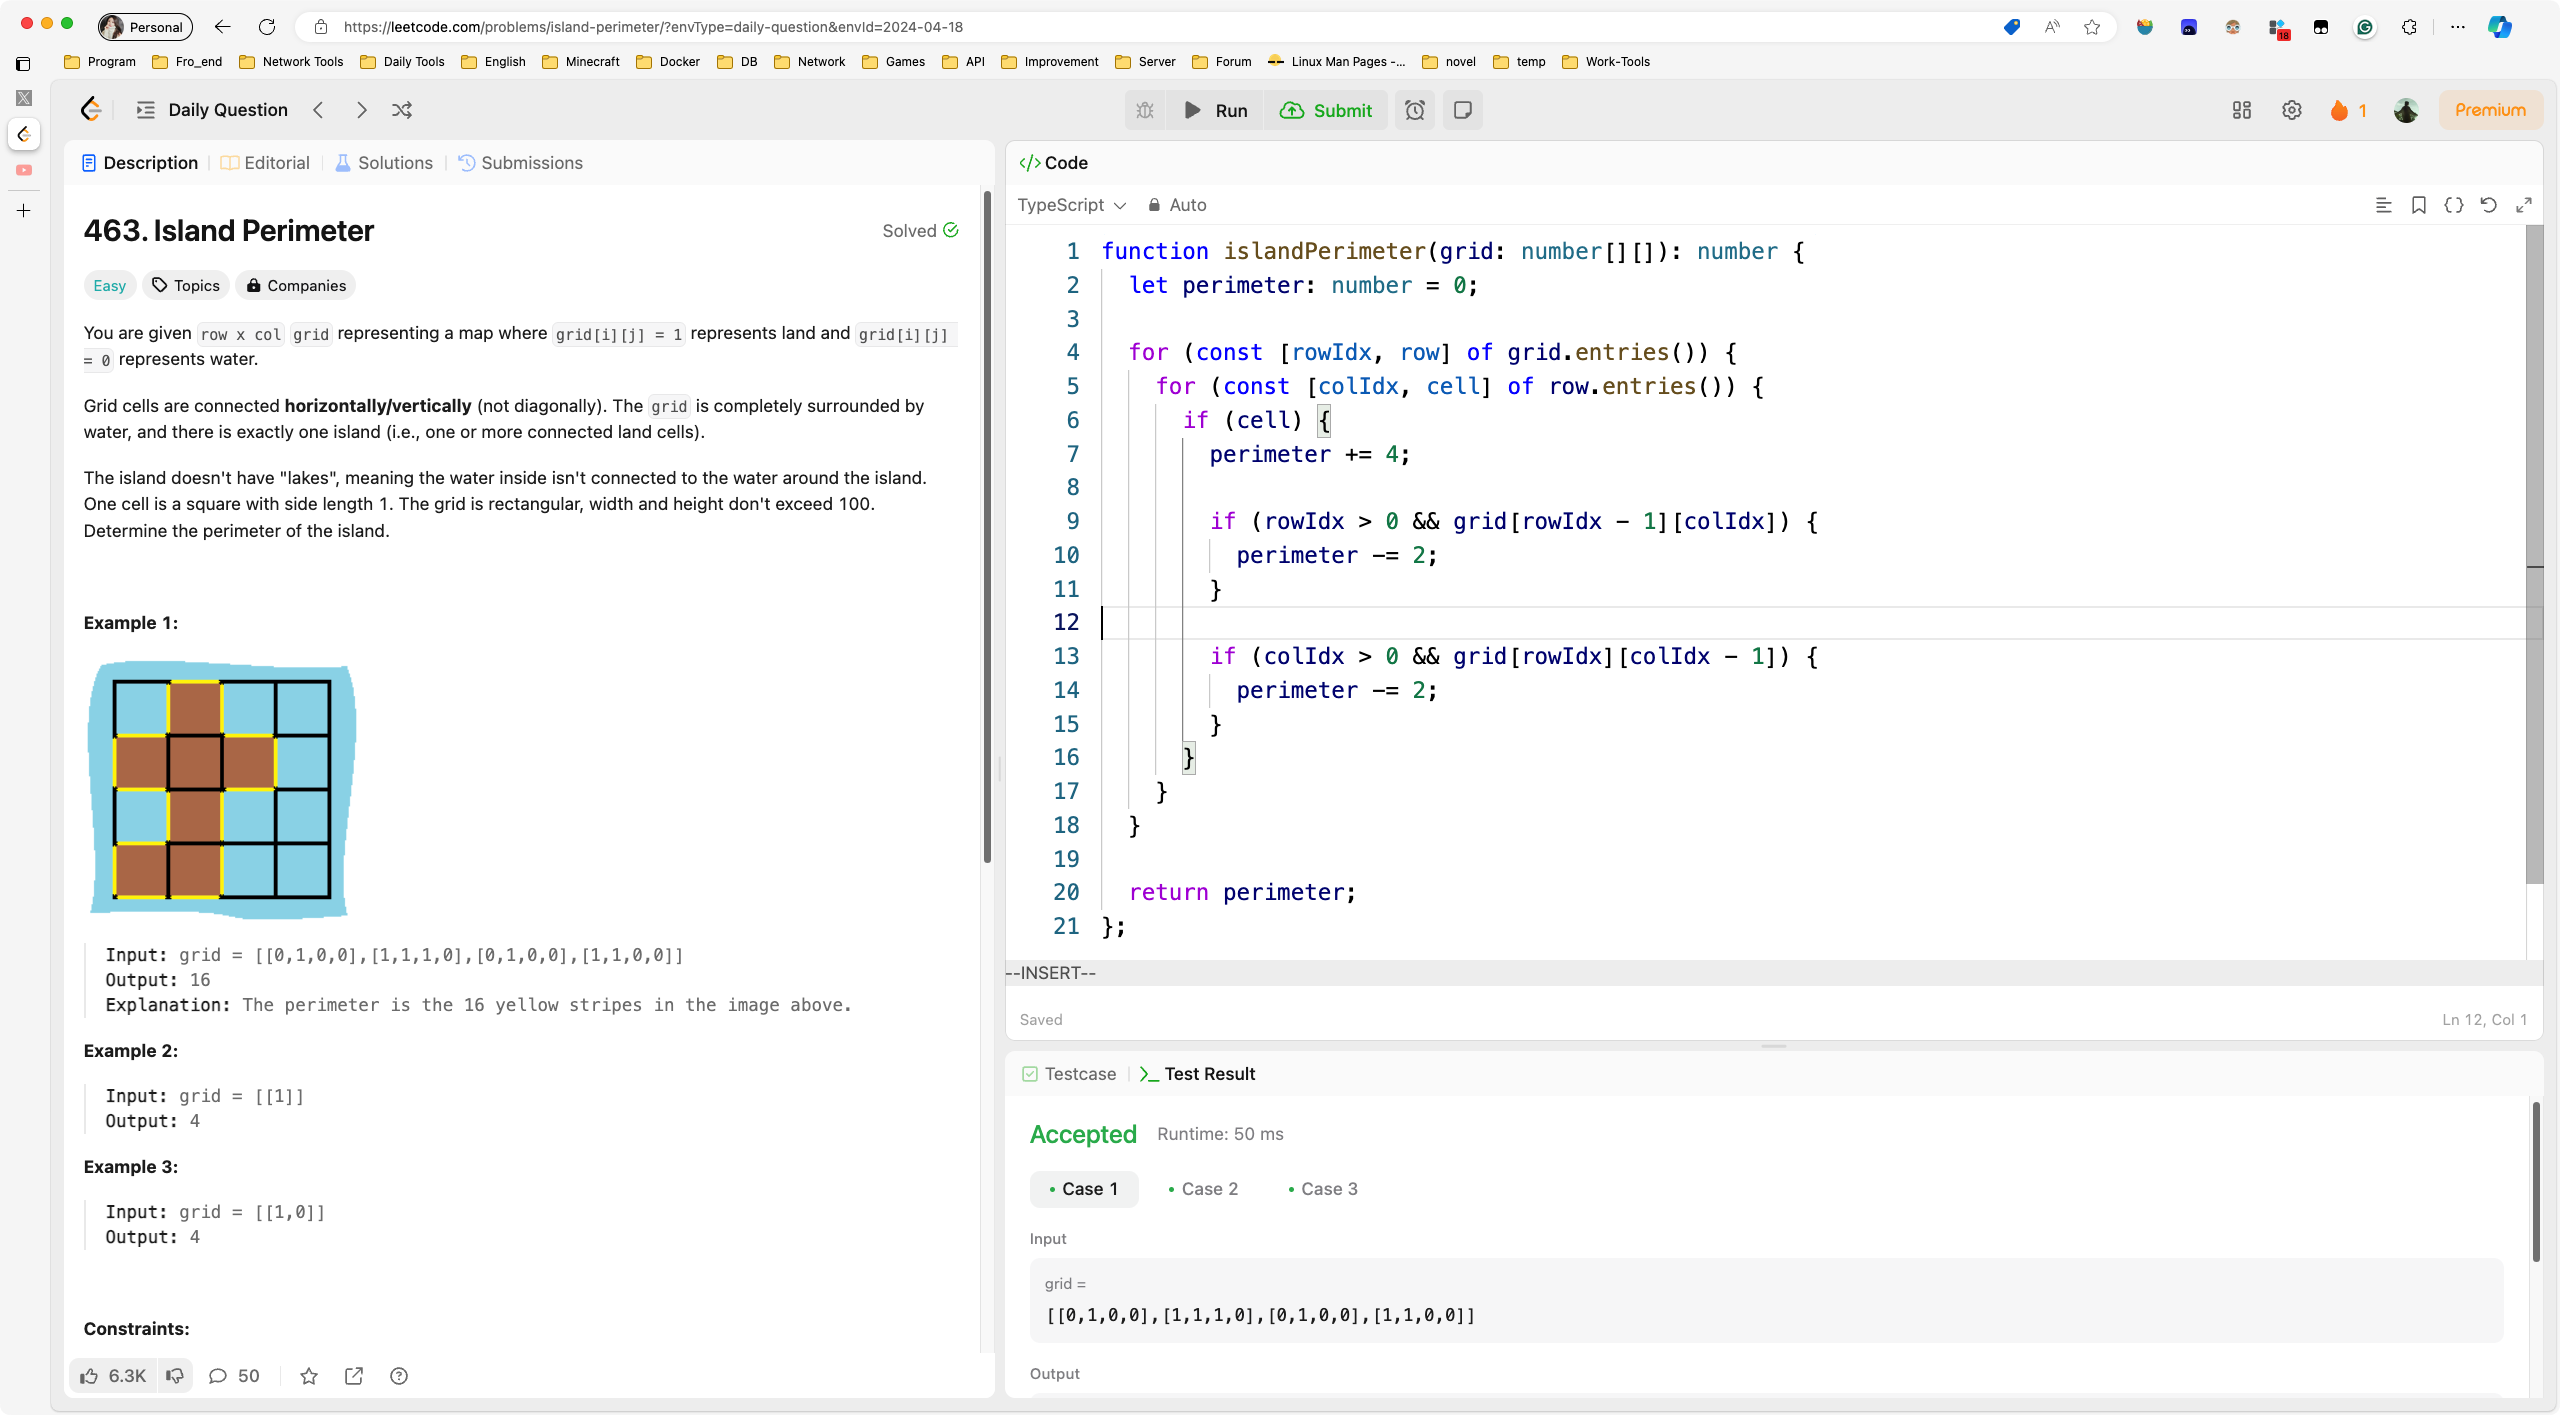 Personal
https://leetcode.com/problems/island-perimeter/?envType=daily-question&envId=2024-04-18
18
Program Fro_end Network Tools Daily Tools English Minecraft Docker DB Network Games API Improvement Server Forum Linux Man Pages -... novel temp Work-Tools
Daily Question
Run
Submit
1
Premium
Description
Editorial
Solutions
Submissions
463. Island Perimeter
Solved
Easy
Topics
Companies
You are given row x col grid representing a map where grid[i][j] = 1 represents land and grid[i][j]
= 0 represents water.
Grid cells are connected horizontally/vertically (not diagonally). The grid is completely surrounded by
water, and there is exactly one island (i.e., one or more connected land cells).
The island doesn't have "lakes", meaning the water inside isn't connected to the water around the island.
One cell is a square with side length 1. The grid is rectangular, width and height don't exceed 100.
Determine the perimeter of the island.
Example 1:
Input: grid = [[0,1,0,0],[1,1,1,0],[0,1,0,0],[1,1,0,0]]
Output: 16
Explanation: The perimeter is the 16 yellow stripes in the image above.
Example 2:
Input: grid = [[1]]
Output: 4
Example 3:
Input: grid = [[1,0]]
Output: 4
Constraints:
6.3K
50
</> Code
TypeScript
Auto
1 function islandPerimeter(grid: number[][]): number {
2 let perimeter: number = 0;
3
4 for (const [rowIdx, row] of grid.entries()) {
5 for (const [colIdx, cell] of row.entries()) {
6 if (cell) {
7 perimeter += 4;
8
9 if (rowIdx > 0 && grid[rowIdx - 1][colIdx]) {
10 perimeter -= 2;
11 }
12
13 if (colIdx > 0 && grid[rowIdx][colIdx - 1]) {
14 perimeter -= 2;
15 }
16 }
17 }
18 }
19
20 return perimeter;
21 };
--INSERT--
Saved
Ln 12, Col 1
Testcase
Test Result
Accepted
Runtime: 50 ms
Case 1
Case 2
Case 3
Input
grid =
[[0,1,0,0],[1,1,1,0],[0,1,0,0],[1,1,0,0]]
Output